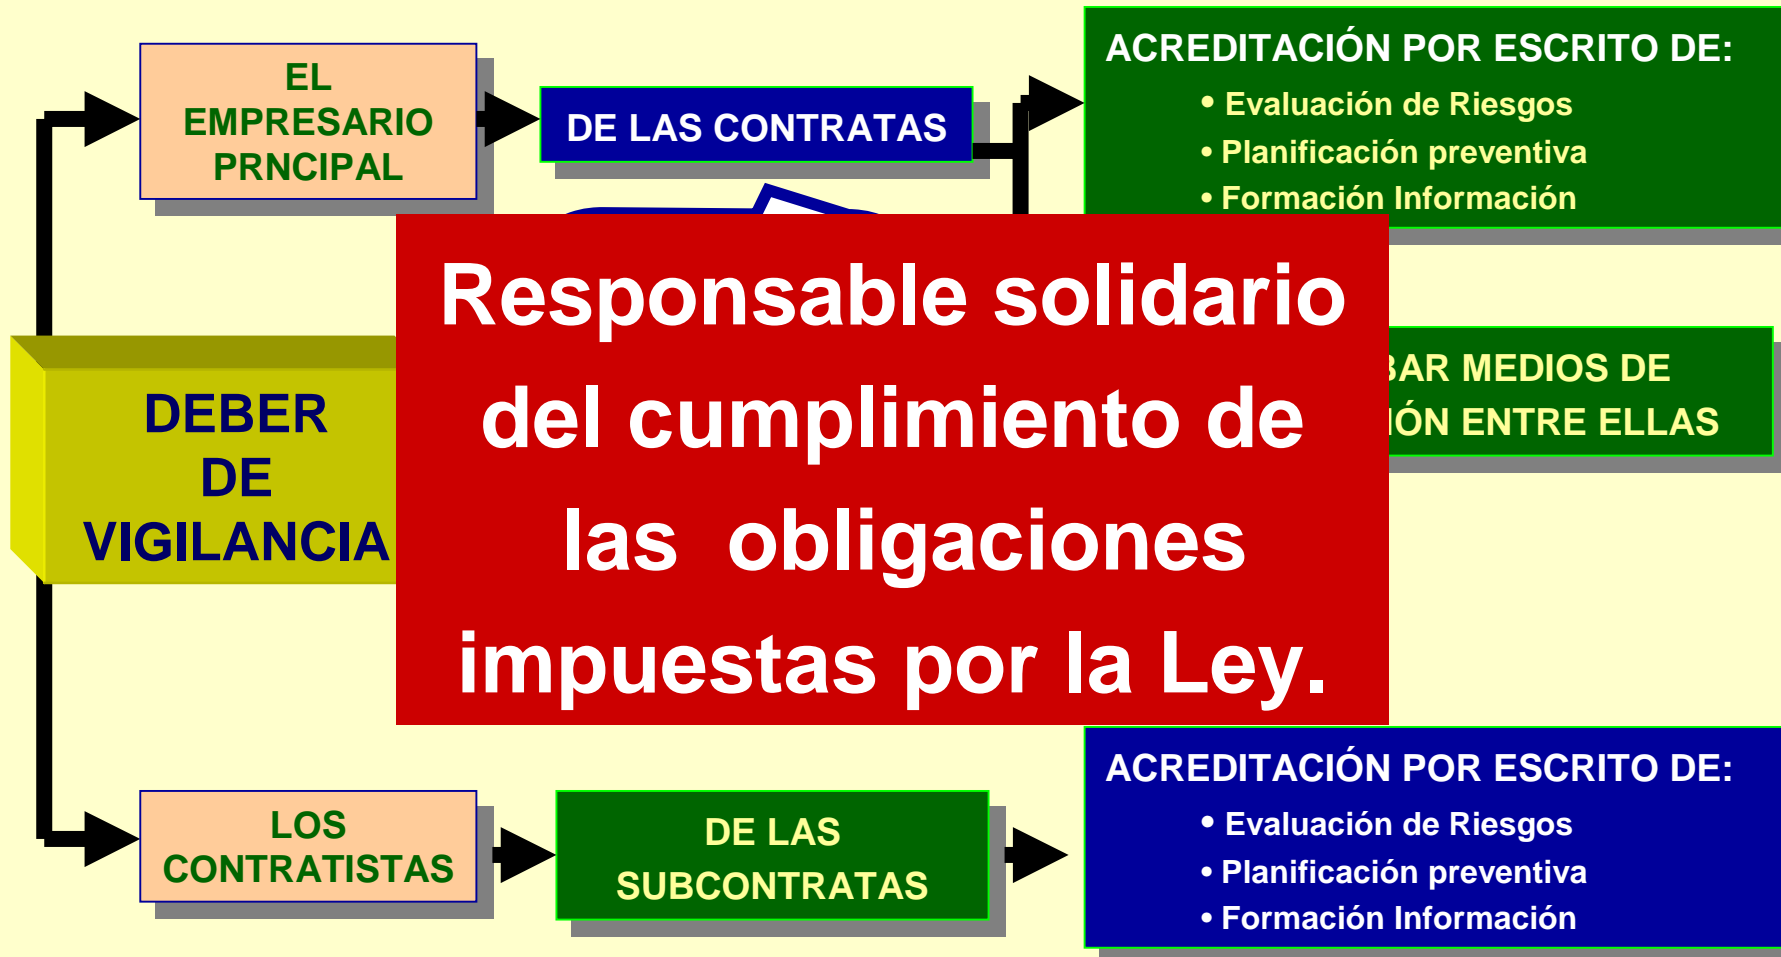 EL
EMPRESARIO
PRNCIPAL
DE LAS CONTRATAS
ACREDITACIÓN POR ESCRITO DE:
• Evaluación de Riesgos
• Planificación preventiva
• Formación Información
DEBER
DE
VIGILANCIA
Responsable solidario
del cumplimiento de
las obligaciones
impuestas por la Ley.
MEDIOS DE
ENTRE ELLAS
LOS
CONTRATISTAS
DE LAS
SUBCONTRATAS
ACREDITACIÓN POR ESCRITO DE:
• Evaluación de Riesgos
• Planificación preventiva
• Formación Información